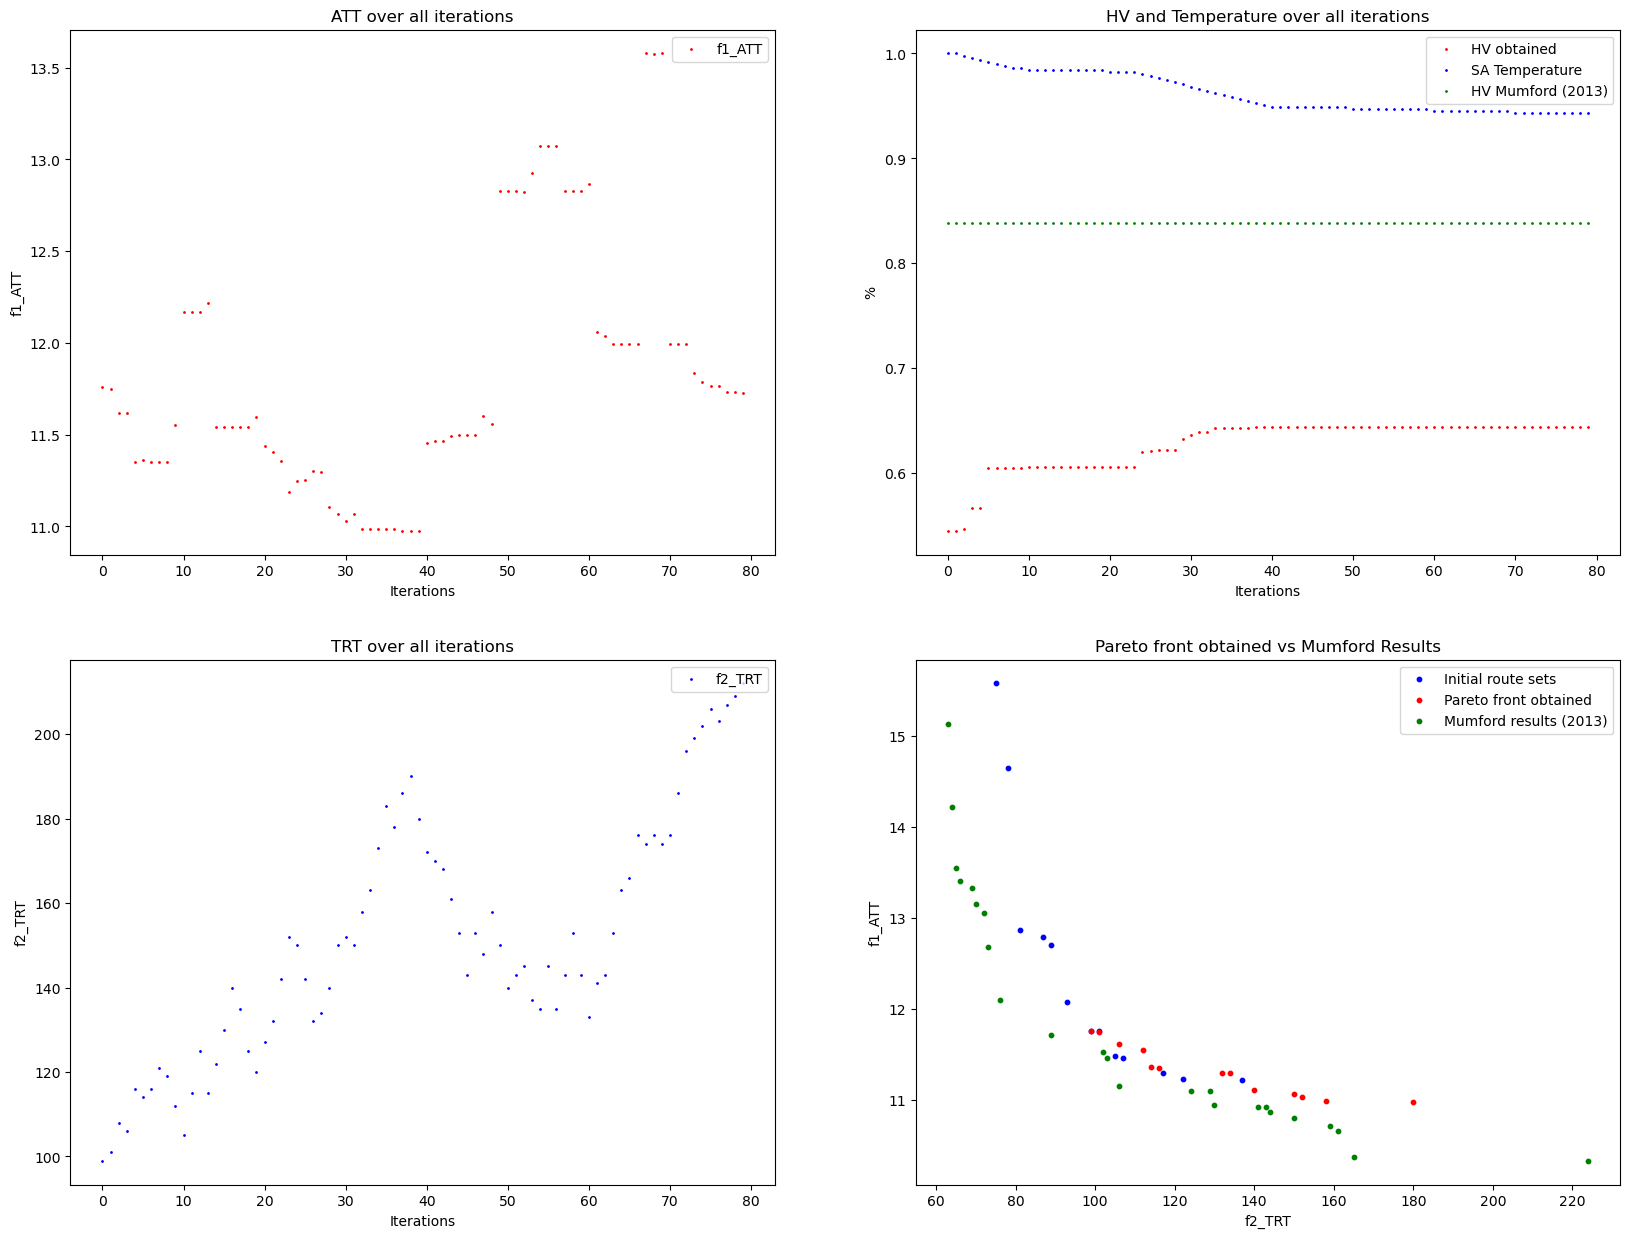 ATT over all iterations
f1_ATT
13.5
13.0
12.5
12.0
11.5
11.0
f1_ATT
0 10 20 30 40 50 60 70 80
Iterations
HV and Temperature over all iterations
HV obtained
SA Temperature
HV Mumford (2013)
1.0
0.9
0.8
0.7
0.6
%
0 10 20 30 40 50 60 70 80
Iterations
TRT over all iterations
f2_TRT
200
180
160
140
120
100
f2_TRT
0 10 20 30 40 50 60 70 80
Iterations
Pareto front obtained vs Mumford Results
Initial route sets
Pareto front obtained
Mumford results (2013)
15
14
13
12
11
f1_ATT
60 80 100 120 140 160 180 200 220
f2_TRT